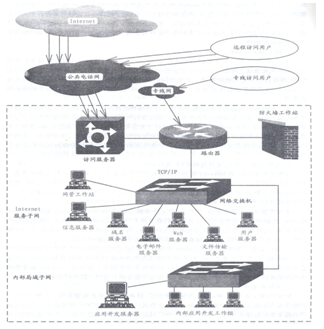 Internet
公共电话网
远程访问用户
专线网
专线访问用户
防火墙工作站
访问服务器
路由器
TCP/IP
网管工作站
网络交换机
Internet
服务子网
信息服务器
域名
服务器
电子邮件
服务器
Web
服务器
文件传输
服务器
用户
服务器
内部局域子网
应用开发服务器
内部应用开发工作站